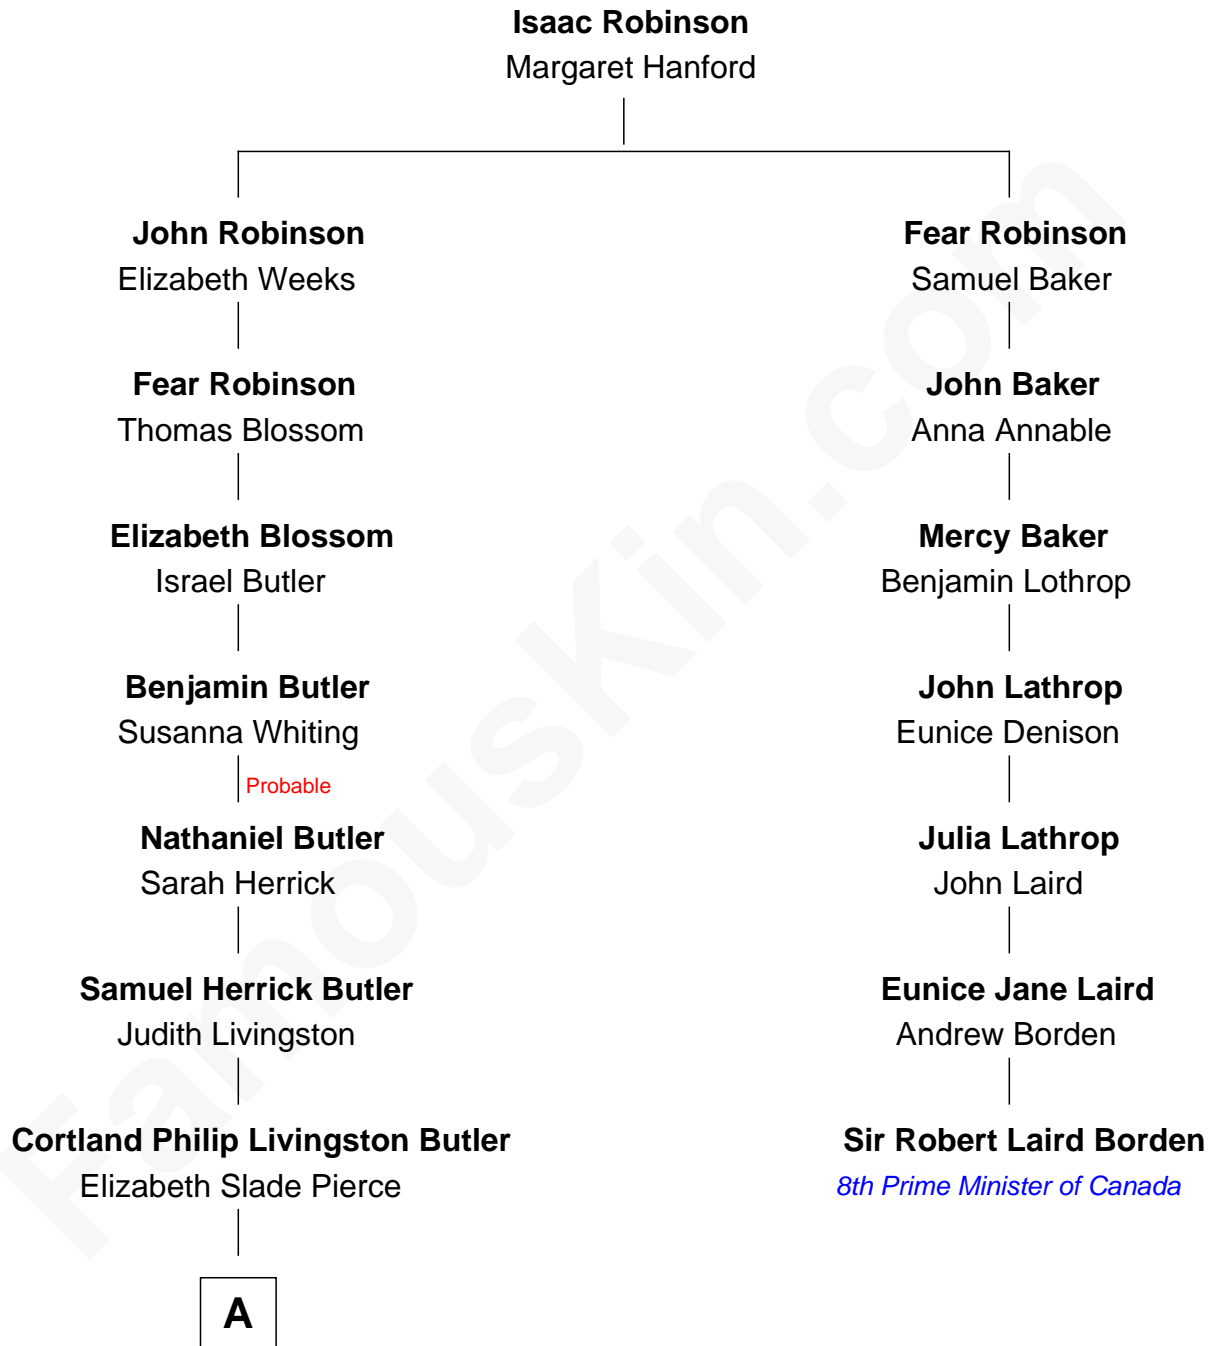 Isaac Robinson
Margaret Hanford
John Robinson
Elizabeth Weeks
Fear Robinson
Samuel Baker
Fear Robinson
Thomas Blossom
John Baker
Anna Annable
Elizabeth Blossom
Israel Butler
Mercy Baker
Benjamin Lothrop
Benjamin Butler
Susanna Whiting
John Lathrop
Eunice Denison
Probable
Nathaniel Butler
Sarah Herrick
Julia Lathrop
John Laird
Samuel Herrick Butler
Judith Livingston
Eunice Jane Laird
Andrew Borden
Cortland Philip Livingston Butler
Elizabeth Slade Pierce
Sir Robert Laird Borden
8th Prime Minister of Canada
A
FamousKin.com